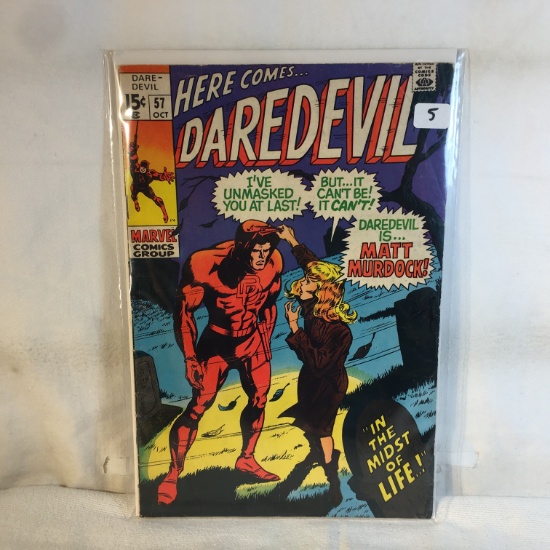 DARE-
DEVIL
15¢
57
OCT
MARVEL
COMICS
GROUP
HERE COMES...
DAREDEVIL
5
I'VE
UNMASKED
YOU AT LAST!
BUT...IT
CAN'T BE!
IT CAN'T!
DAREDEVIL
IS...
MATT
MURDOCK!
DD
"IN
THE
MIDST
OF
LIFE!"